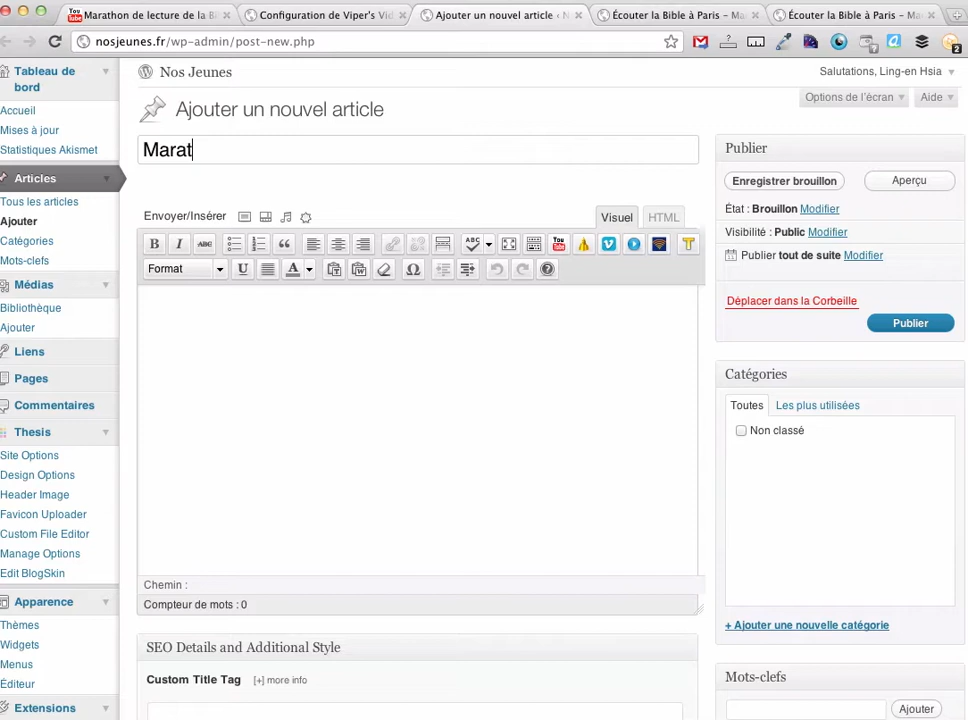 Marathon de lecture de la B
Configuration de Viper's Vid
Ajouter un nouvel article ‹ N
Écouter la Bible à Paris - Ma
Écouter la Bible à Paris - Ma
nosjeunes.fr/wp-admin/post-new.php
2
Nos Jeunes
Salutations, Ling-en Hsia
Options de l'écran
Aide
Ajouter un nouvel article
Marat
Envoyer/Insérer
Visuel
HTML
B I ABC ABC
Format U A
Chemin :
Compteur de mots : 0
SEO Details and Additional Style
Custom Title Tag [+] more info
Tableau de
bord
Accueil
Mises à jour
Statistiques Akismet
Articles
Tous les articles
Ajouter
Catégories
Mots-clefs
Médias
Bibliothèque
Ajouter
Liens
Pages
Commentaires
Thesis
Site Options
Design Options
Header Image
Favicon Uploader
Custom File Editor
Manage Options
Edit BlogSkin
Apparence
Thèmes
Widgets
Menus
Éditeur
Extensions
Publier
Enregistrer brouillon
Aperçu
État : Brouillon Modifier
Visibilité : Public Modifier
Publier tout de suite Modifier
Déplacer dans la Corbeille
Publier
Catégories
Toutes
Les plus utilisées
Non classé
+ Ajouter une nouvelle catégorie
Mots-clefs
Ajouter